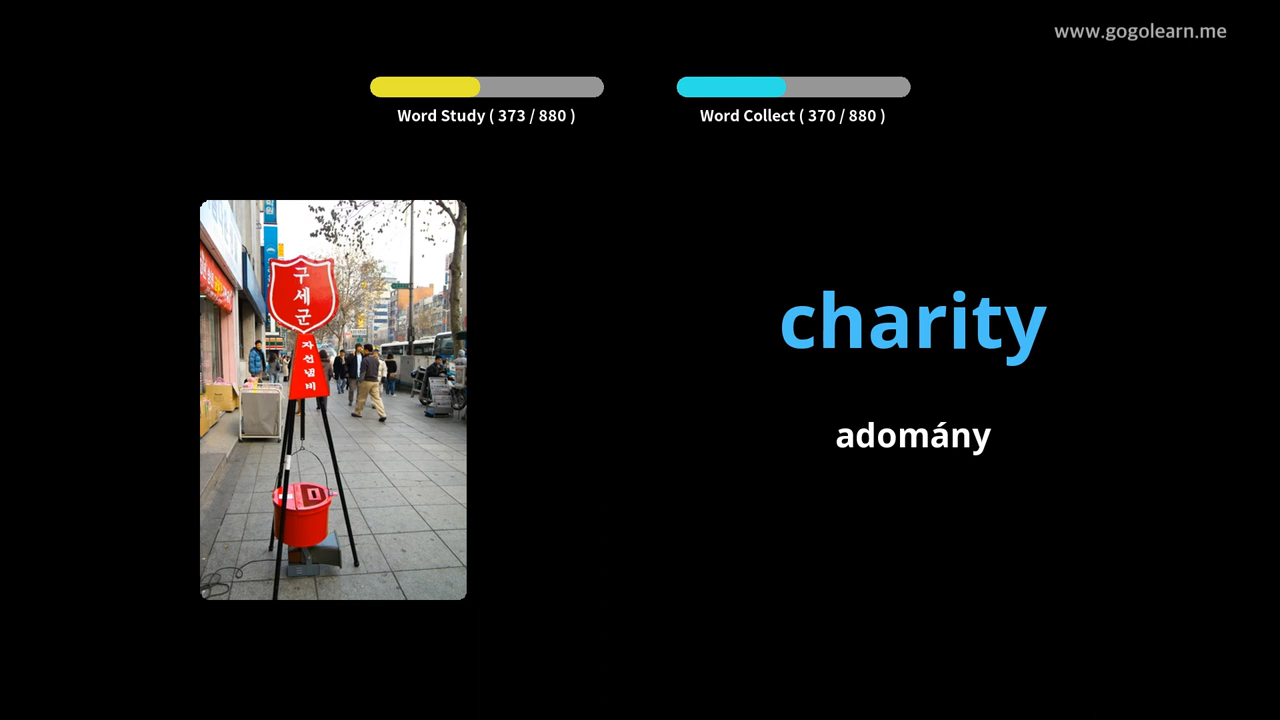 www.gogolearn.me
Word Study ( 373 / 880 )
Word Collect ( 370 / 880 )
구세군
자선냄비
charity
adomány